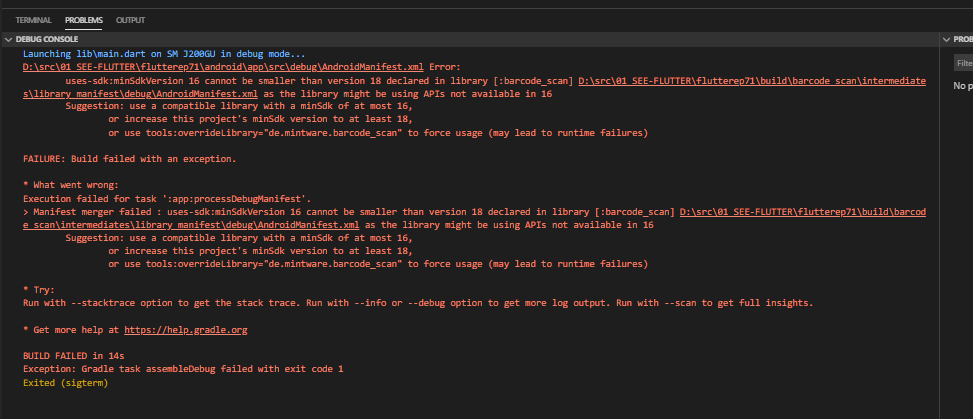 TERMINAL PROBLEMS OUTPUT
DEBUG CONSOLE
PROB
Launching lib\main.dart on SM J200GU in debug mode...
D:\src\01_SEE-FLUTTER\flutterep71\android\app\src\debug\AndroidManifest.xml Error:
uses-sdk:minSdkVersion 16 cannot be smaller than version 18 declared in library [:barcode_scan] D:\src\01_SEE-FLUTTER\flutterep71\build\barcode_scan\intermediate
s\library_manifest\debug\AndroidManifest.xml as the library might be using APIs not available in 16
Suggestion: use a compatible library with a minSdk of at most 16,
or increase this project's minSdk version to at least 18,
or use tools:overrideLibrary="de.mintware.barcode_scan" to force usage (may lead to runtime failures)
FAILURE: Build failed with an exception.
* What went wrong:
Execution failed for task ':app:processDebugManifest'.
> Manifest merger failed : uses-sdk:minSdkVersion 16 cannot be smaller than version 18 declared in library [:barcode_scan] D:\src\01_SEE-FLUTTER\flutterep71\build\barcod
e_scan\intermediates\library_manifest\debug\AndroidManifest.xml as the library might be using APIs not available in 16
Suggestion: use a compatible library with a minSdk of at most 16,
or increase this project's minSdk version to at least 18,
or use tools:overrideLibrary="de.mintware.barcode_scan" to force usage (may lead to runtime failures)
* Try:
Run with --stacktrace option to get the stack trace. Run with --info or --debug option to get more log output. Run with --scan to get full insights.
* Get more help at https://help.gradle.org
BUILD FAILED in 14s
Exception: Gradle task assembleDebug failed with exit code 1
Exited (sigterm)
Filte
No p